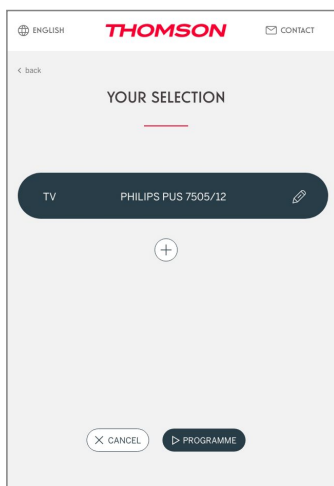 ENGLISH THOMSON CONTACT
< back
YOUR SELECTION
TV PHILIPS PUS 7505/12
CANCEL PROGRAMME